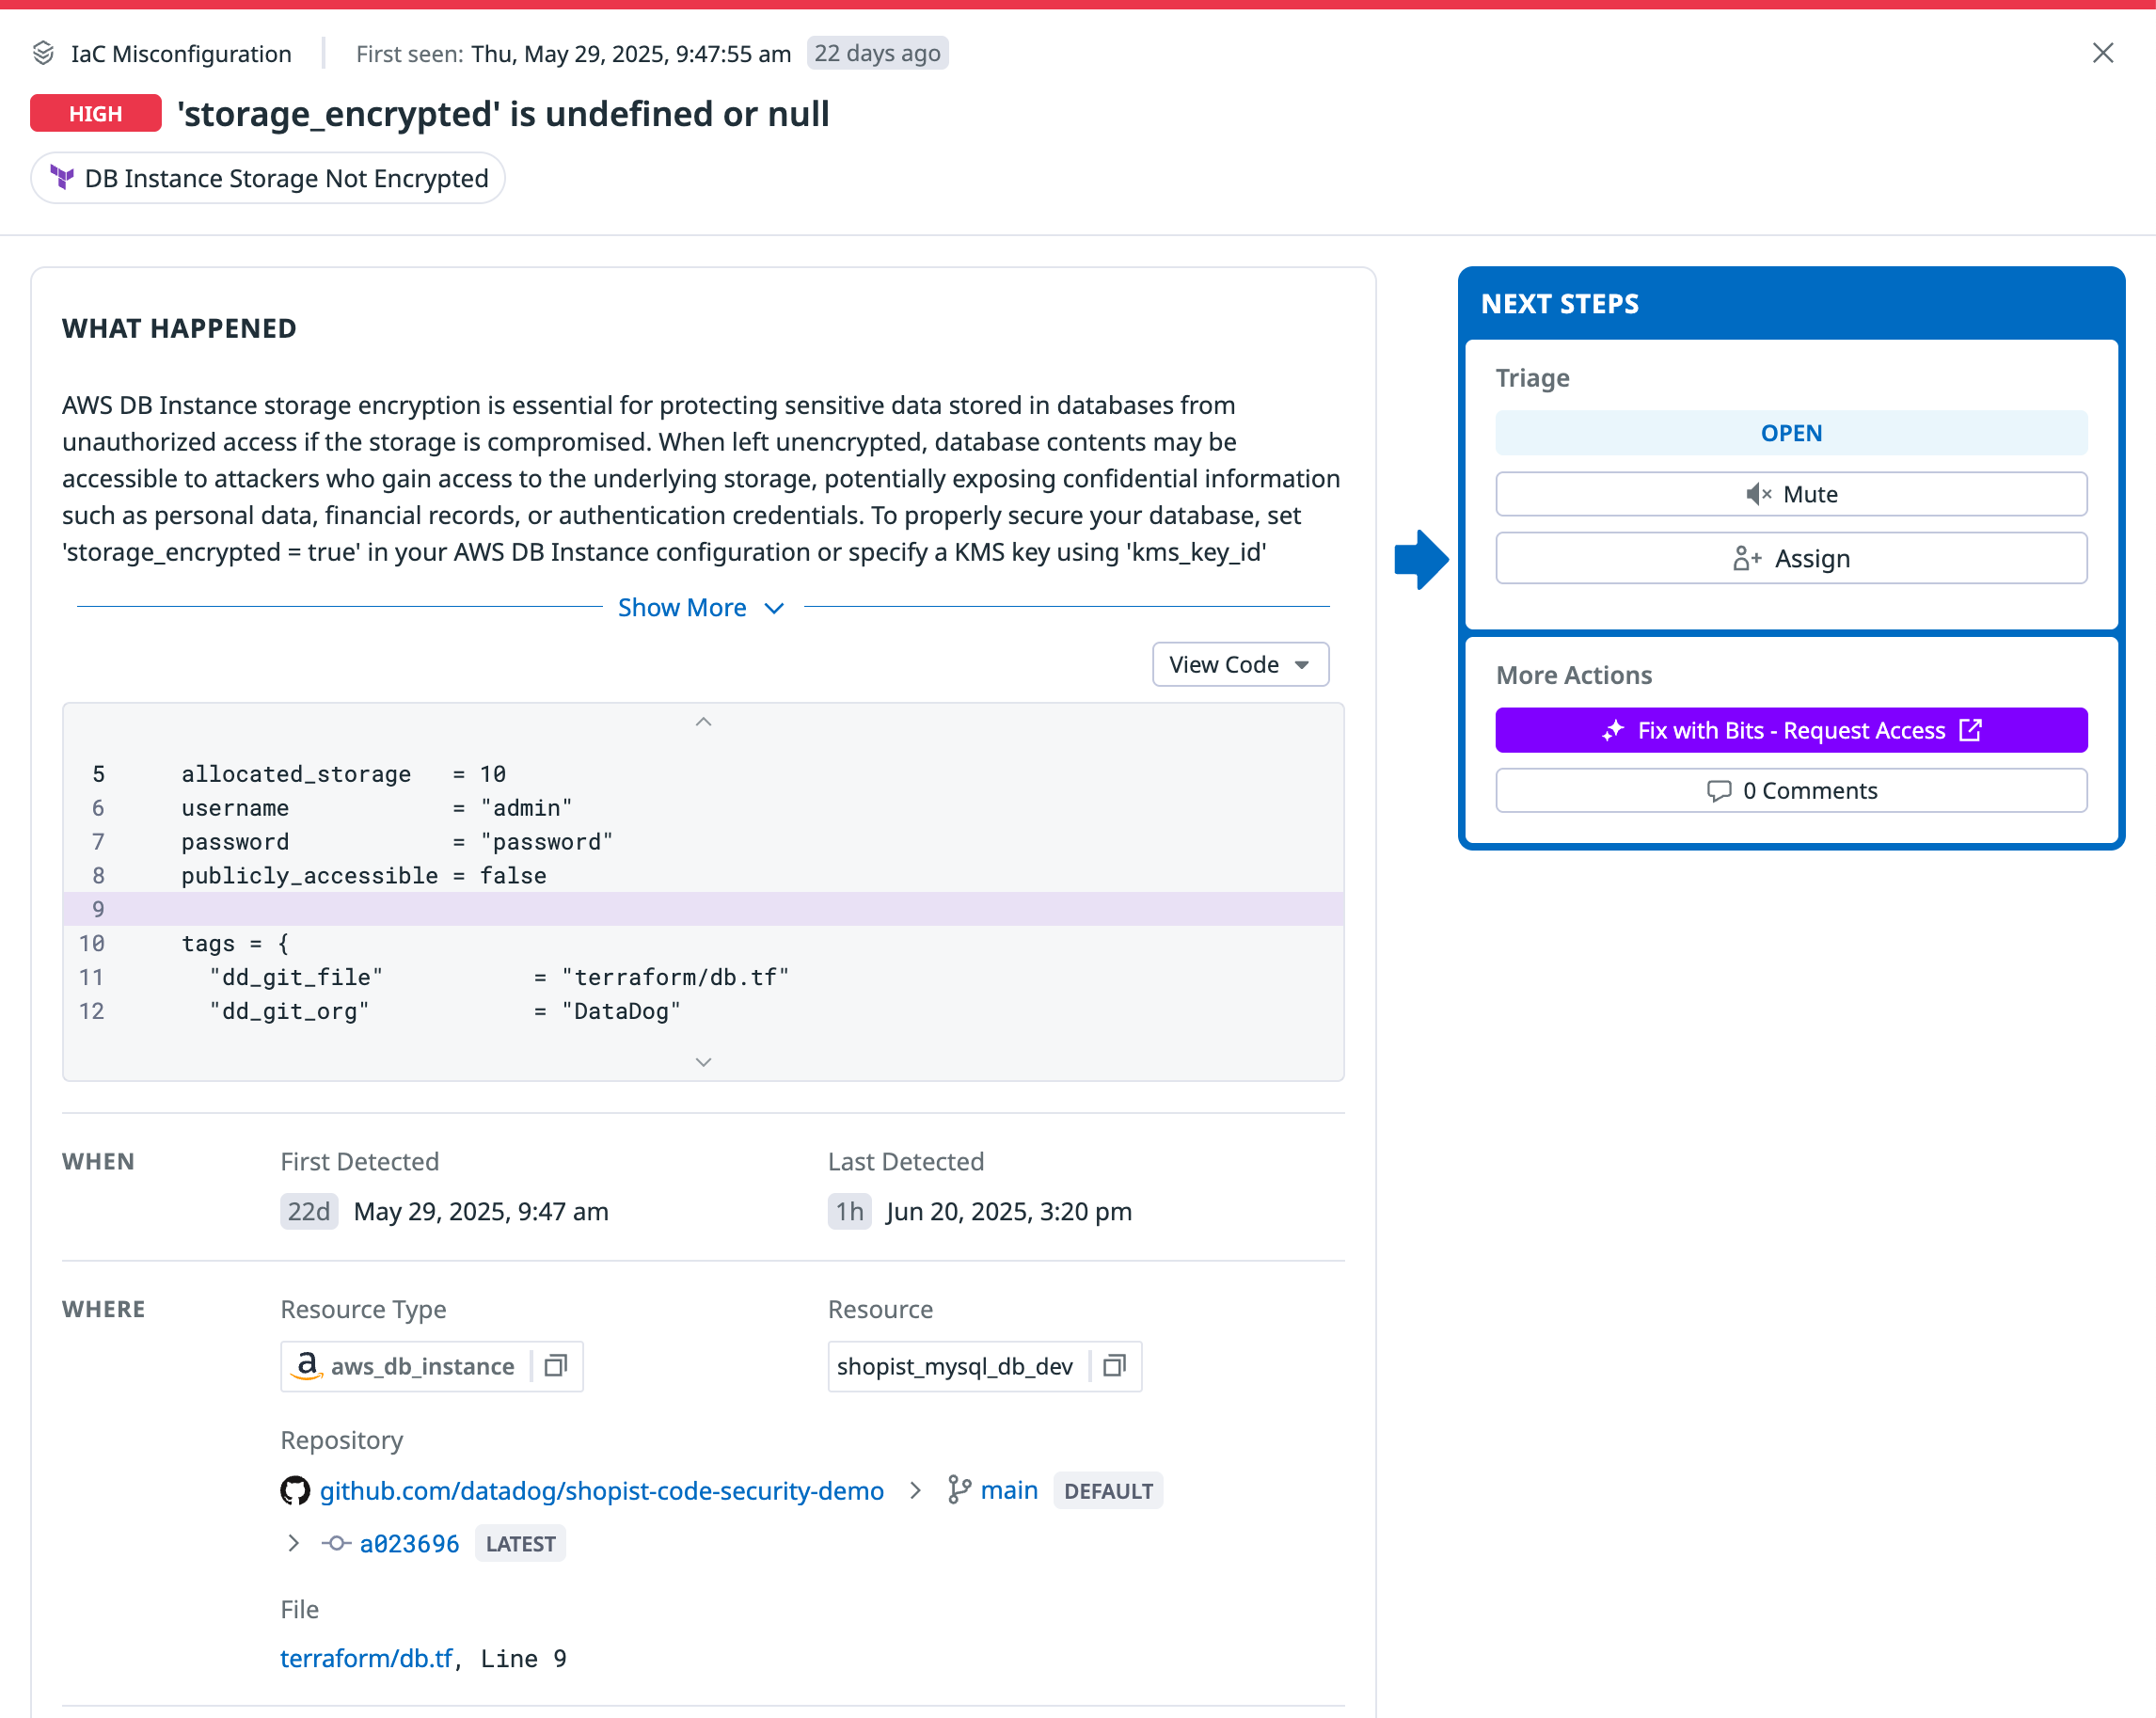 IaC Misconfiguration
First seen: Thu, May 29, 2025, 9:47:55 am 22 days ago
HIGH 'storage_encrypted' is undefined or null
DB Instance Storage Not Encrypted
WHAT HAPPENED
AWS DB Instance storage encryption is essential for protecting sensitive data stored in databases from
unauthorized access if the storage is compromised. When left unencrypted, database contents may be
accessible to attackers who gain access to the underlying storage, potentially exposing confidential information
such as personal data, financial records, or authentication credentials. To properly secure your database, set
'storage_encrypted = true' in your AWS DB Instance configuration or specify a KMS key using 'kms_key_id'
Show More
View Code
5 allocated_storage = 10
6 username = "admin"
7 password = "password"
8 publicly_accessible = false
9
10 tags = {
11 "dd_git_file" = "terraform/db.tf"
12 "dd_git_org" = "DataDog"
WHEN
First Detected
22d May 29, 2025, 9:47 am
Last Detected
1h Jun 20, 2025, 3:20 pm
WHERE
Resource Type
a aws_db_instance
Resource
shopist_mysql_db_dev
Repository
github.com/datadog/shopist-code-security-demo > main DEFAULT
> a023696 LATEST
File
terraform/db.tf, Line 9
NEXT STEPS
Triage
OPEN
Mute
Assign
More Actions
Fix with Bits - Request Access
0 Comments